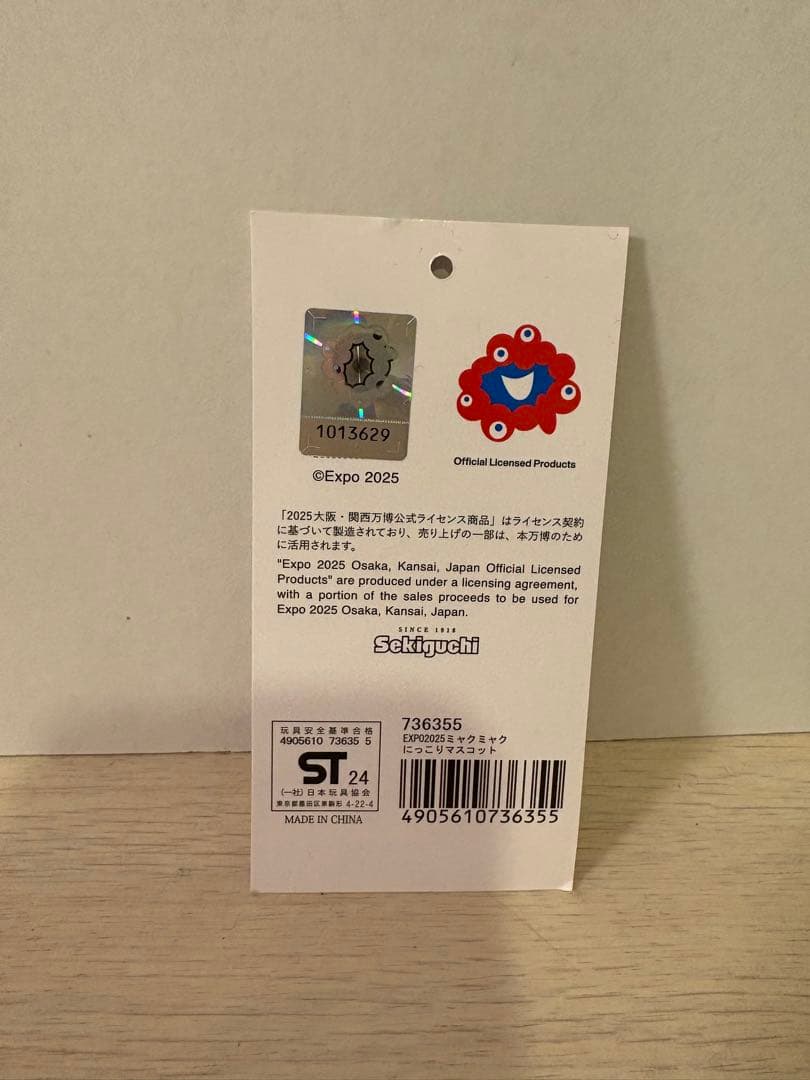 1013629
©Expo 2025
Official Licensed Products
「2025大阪・関西万博公式ライセンス商品」はライセンス契約
に基づいて製造されており、売り上げの一部は、本万博のため
に活用されます。
"Expo 2025 Osaka, Kansai, Japan Official Licensed
Products" are produced under a licensing agreement,
with a portion of the sales proceeds to be used for
Expo 2025 Osaka, Kansai, Japan.
SINCE 1918
Sekiguchi
玩具安全基準合格
4905610 73635 5
ST 24
(一社)日本玩具協会
東京都墨田区東駒形 4-22-4
MADE IN CHINA
736355
EXPO2025ミャクミャク
にっこりマスコット
4905610736355